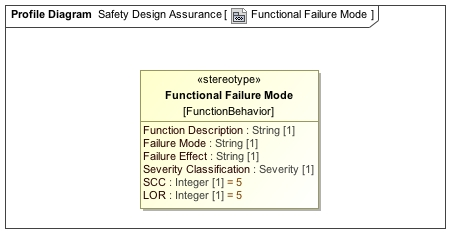 Profile Diagram Safety Design Assurance [ Functional Failure Mode ]
«stereotype»
Functional Failure Mode
[FunctionBehavior]
Function Description : String [1]
Failure Mode : String [1]
Failure Effect : String [1]
Severity Classification : Severity [1]
SCC : Integer [1] = 5
LOR : Integer [1] = 5